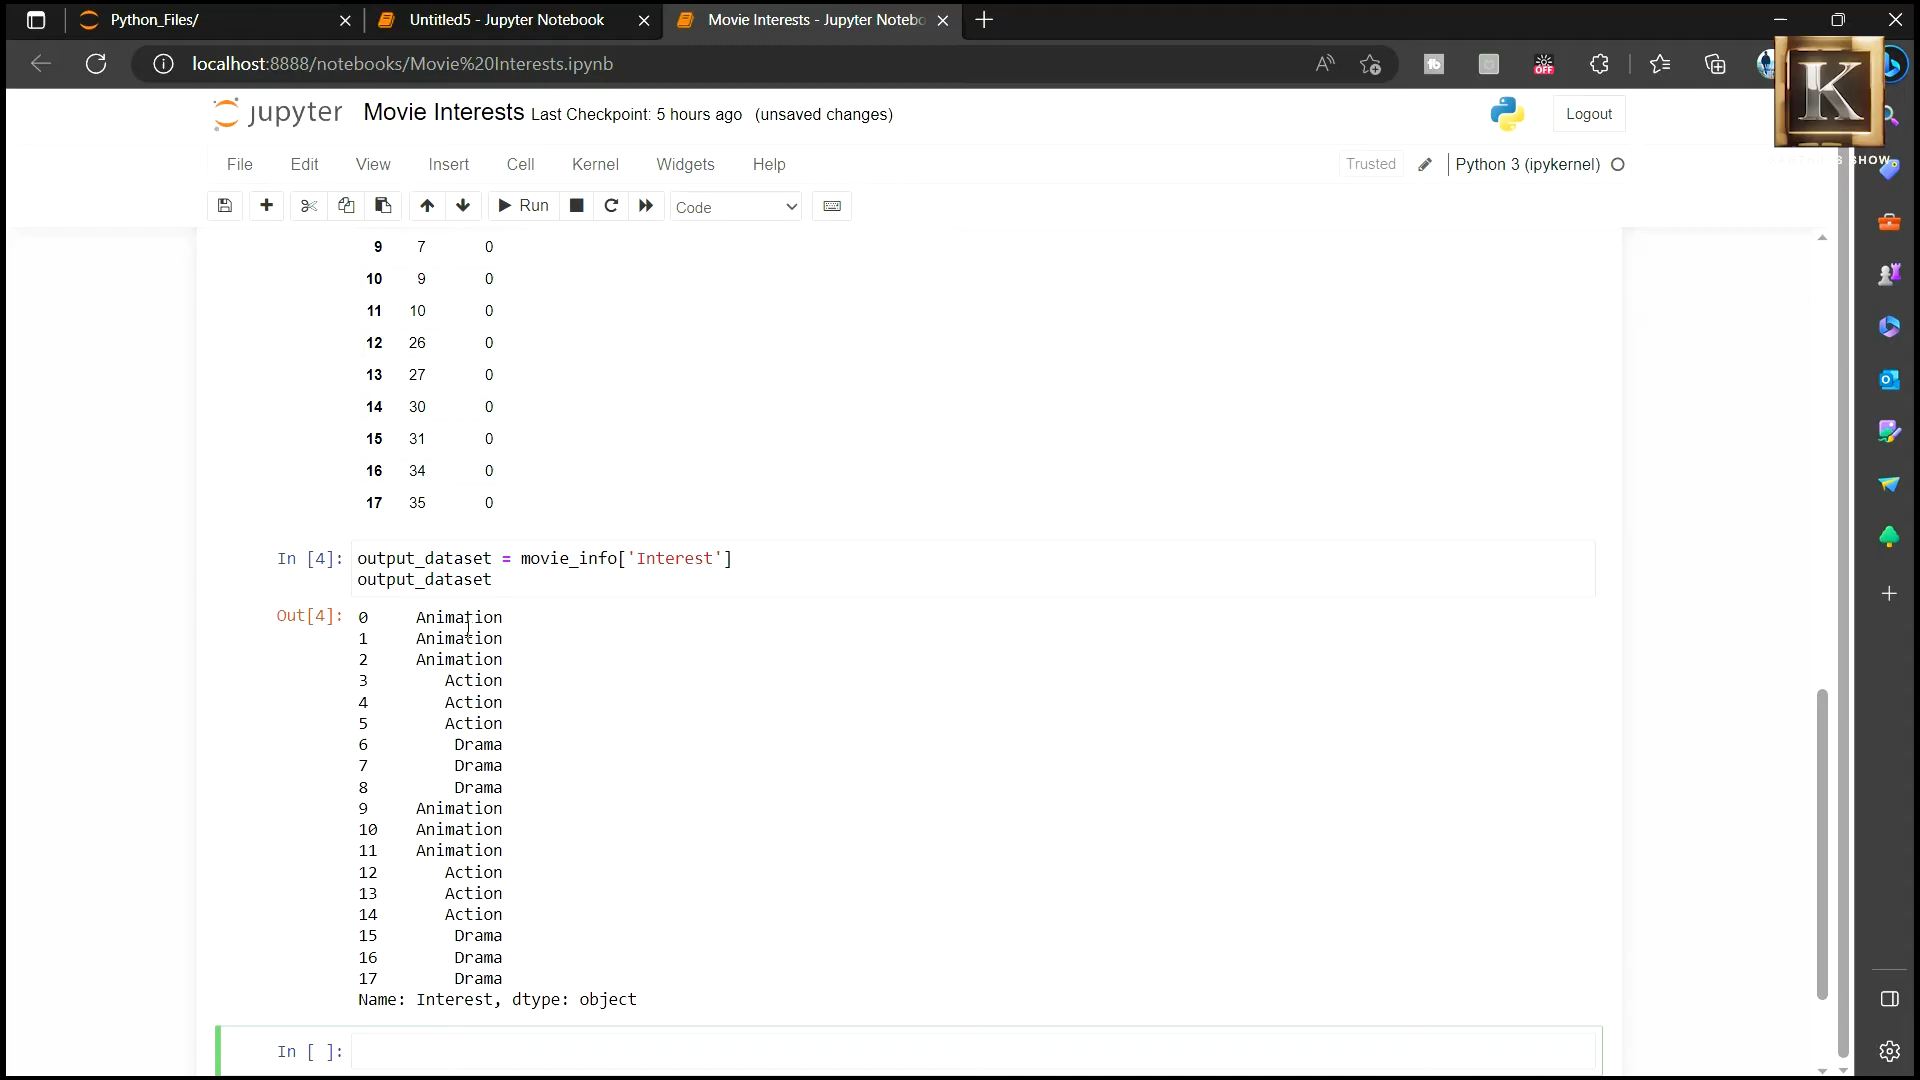 Python_Files/
Untitled5 - Jupyter Notebook
Movie Interests - Jupyter Notebo
localhost:8888/notebooks/Movie%20Interests.ipynb
OFF
K
S SHOW
jupyter Movie Interests Last Checkpoint: 5 hours ago (unsaved changes)
Logout
File Edit View Insert Cell Kernel Widgets Help
Trusted Python 3 (ipykernel)
Run Code
9 7 0
10 9 0
11 10 0
12 26 0
13 27 0
14 30 0
15 31 0
16 34 0
17 35 0
In [4]: output_dataset = movie_info['Interest']
output_dataset
Out[4]: 0 Animation
1 Animation
2 Animation
3 Action
4 Action
5 Action
6 Drama
7 Drama
8 Drama
9 Animation
10 Animation
11 Animation
12 Action
13 Action
14 Action
15 Drama
16 Drama
17 Drama
Name: Interest, dtype: object
In [ ]: